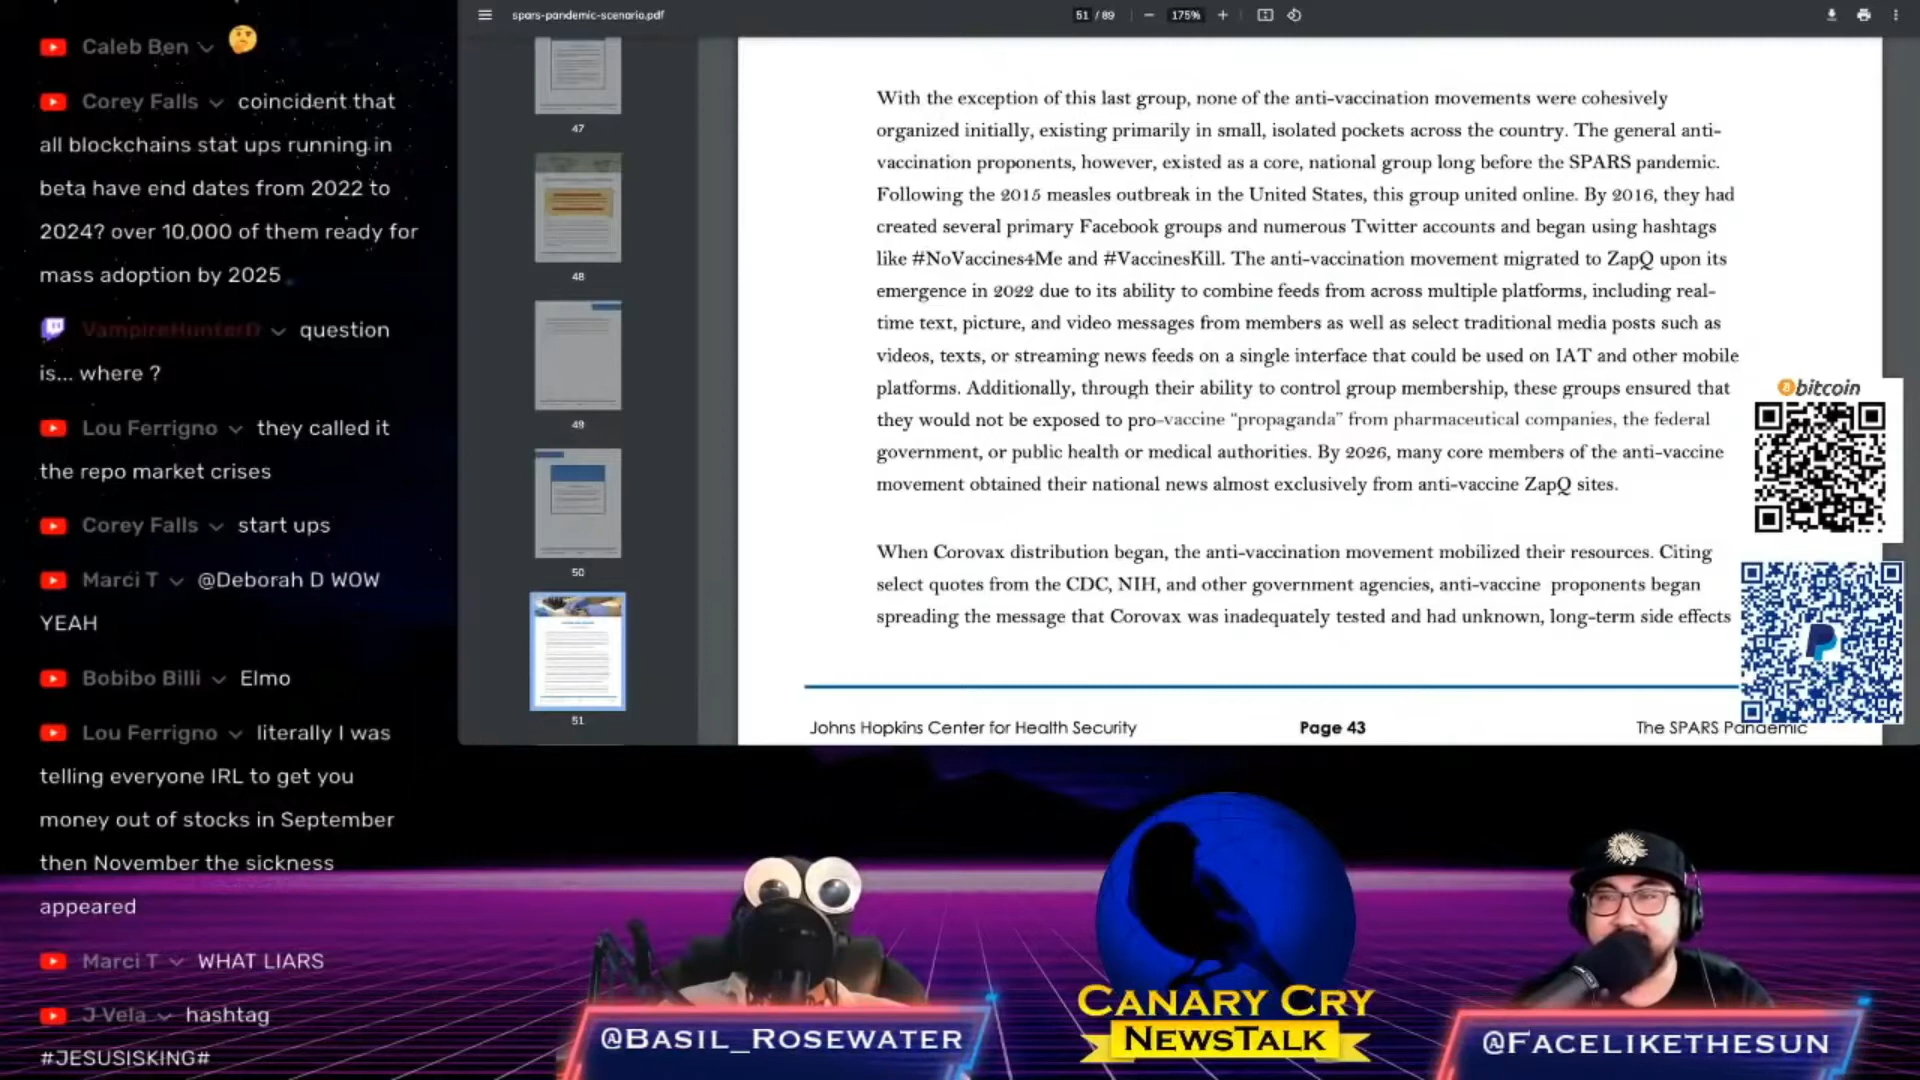 Caleb Ben
Corey Falls coincident that
all blockchains stat ups running in
beta have end dates from 2022 to
2024? over 10,000 of them ready for
mass adoption by 2025
VampireHunterD question
is... where ?
Lou Ferrigno they called it
the repo market crises
Corey Falls start ups
Marci T @Deborah D WOW
YEAH
Bobibo Billi Elmo
Lou Ferrigno literally I was
telling everyone IRL to get you
money out of stocks in September
then November the sickness
appeared
Marci T WHAT LIARS
J Vela hashtag
#JESUSISKING#
spars-pandemic-scenario.pdf
51 / 89
175%
47
48
49
50
51
With the exception of this last group, none of the anti-vaccination movements were cohesively
organized initially, existing primarily in small, isolated pockets across the country. The general anti-
vaccination proponents, however, existed as a core, national group long before the SPARS pandemic.
Following the 2015 measles outbreak in the United States, this group united online. By 2016, they had
created several primary Facebook groups and numerous Twitter accounts and began using hashtags
like #NoVaccines4Me and #VaccinesKill. The anti-vaccination movement migrated to ZapQ upon its
emergence in 2022 due to its ability to combine feeds from across multiple platforms, including real-
time text, picture, and video messages from members as well as select traditional media posts such as
videos, texts, or streaming news feeds on a single interface that could be used on IAT and other mobile
platforms. Additionally, through their ability to control group membership, these groups ensured that
they would not be exposed to pro-vaccine “propaganda” from pharmaceutical companies, the federal
government, or public health or medical authorities. By 2026, many core members of the anti-vaccine
movement obtained their national news almost exclusively from anti-vaccine ZapQ sites.
When Corovax distribution began, the anti-vaccination movement mobilized their resources. Citing
select quotes from the CDC, NIH, and other government agencies, anti-vaccine proponents began
spreading the message that Corovax was inadequately tested and had unknown, long-term side effects
Johns Hopkins Center for Health Security
Page 43
The SPARS Pandemic
bitcoin
@BASIL_ROSEWATER
CANARY CRY
NEWSTALK
@FACELIKETHESUN